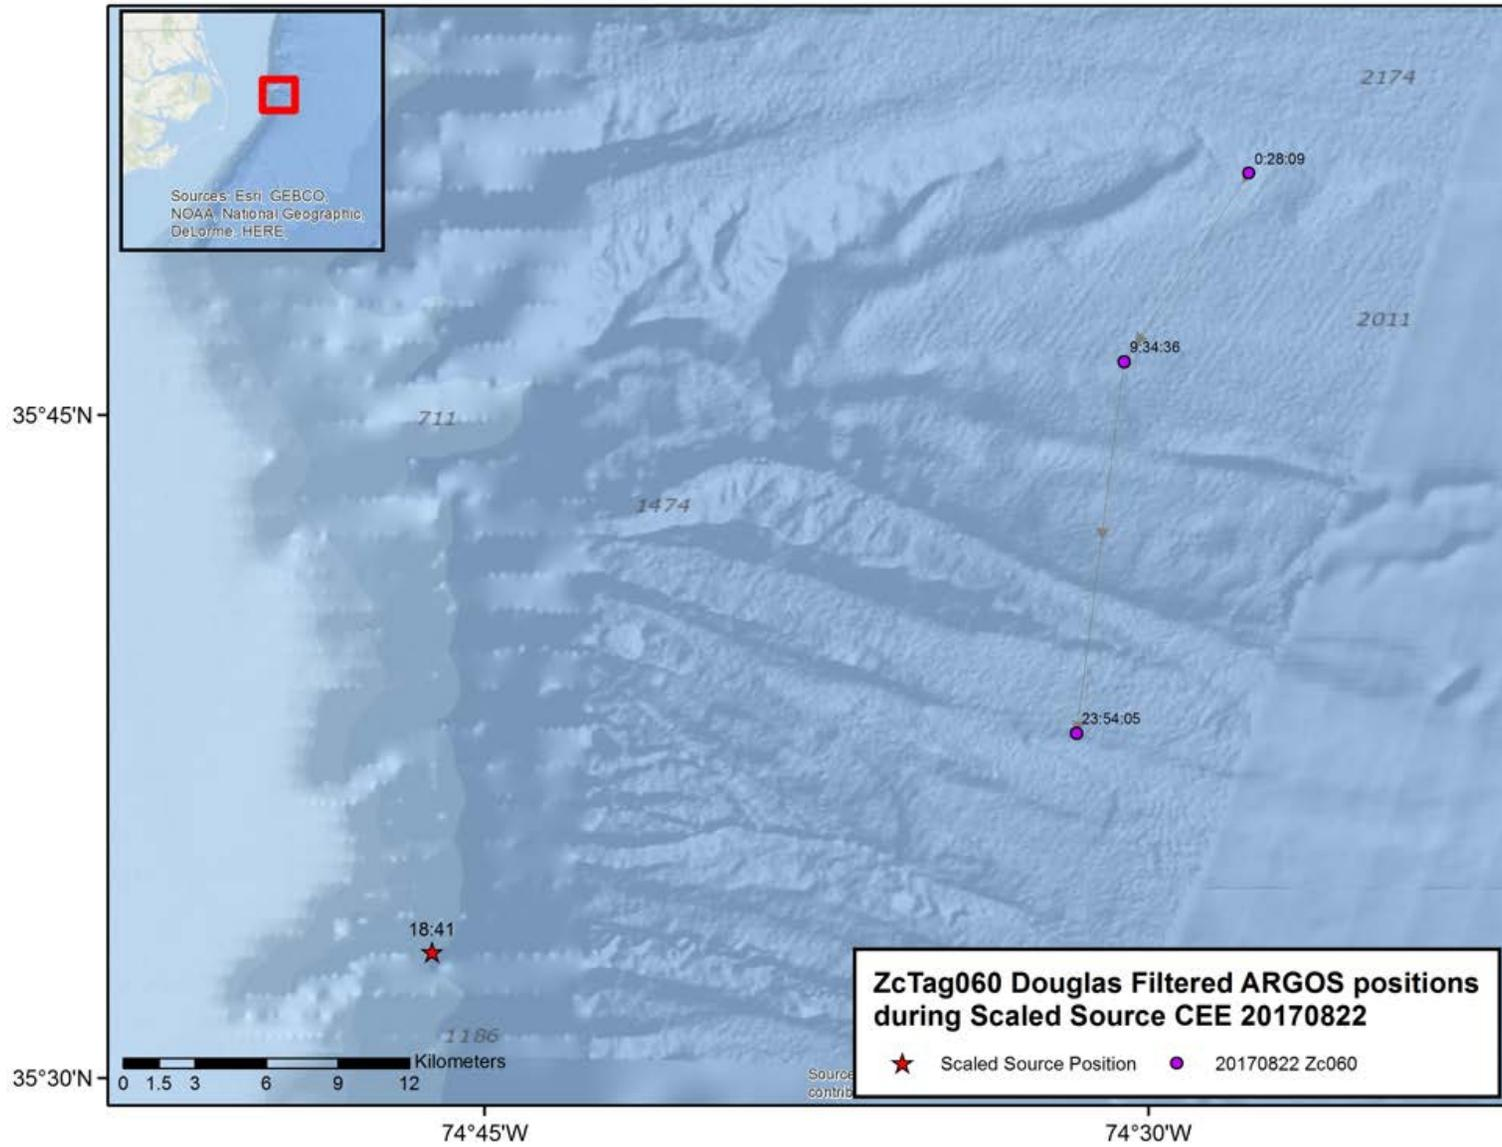 Sources: Esri, GEBCO,
NOAA, National Geographic,
DeLorme, HERE,
2174
0:28:09
2011
9:34:36
35°45'N
711
1474
23:54:05
18:41
1186
Kilometers
0 1.5 3 6 9 12
35°30'N
Source
contrib
ZcTag060 Douglas Filtered ARGOS positions
during Scaled Source CEE 20170822
Scaled Source Position
20170822 Zc060
74°45'W
74°30'W